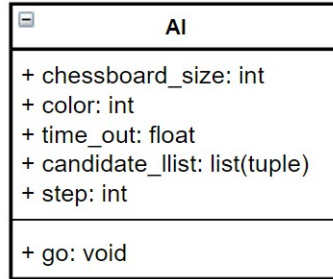 AI
+ chessboard_size: int
+ color: int
+ time_out: float
+ candidate_llist: list(tuple)
+ step: int
+ go: void